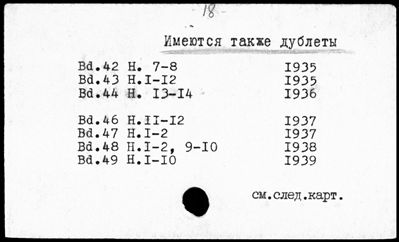 - 18 -
Имеются также дублеты
Bd.42 H. 7-8 1935
Bd.43 H.I-I2 1935
Bd.44 H. I3-I4 1936
Bd.46 H.II-I2 1937
Bd.47 H.I-2 1937
Bd.48 H.I-2, 9-IO 1938
Bd.49 H.I-IO 1939
см.след.карт.